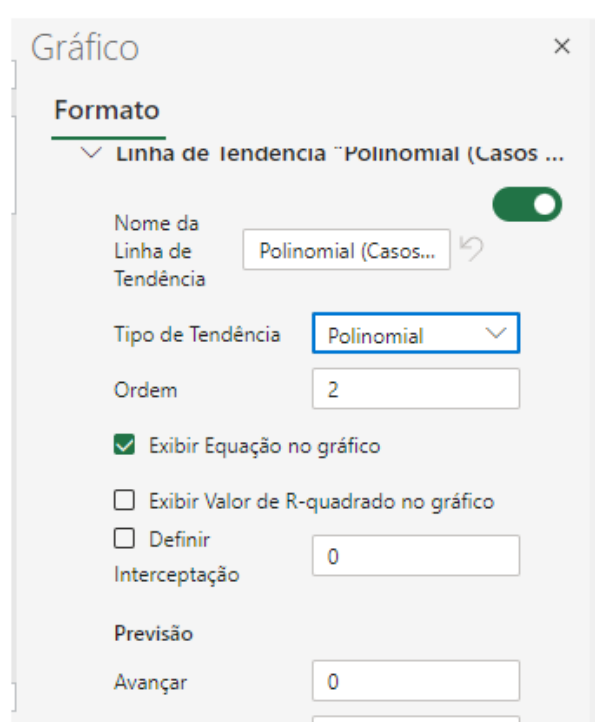 Gráfico
Formato
Linha de Tendência "Polinomial (Casos ...
Nome da
Linha de
Tendência
Polinomial (Casos...
Tipo de Tendência
Polinomial
Ordem
2
Exibir Equação no gráfico
Exibir Valor de R-quadrado no gráfico
Definir
Interceptação
0
Previsão
Avançar
0